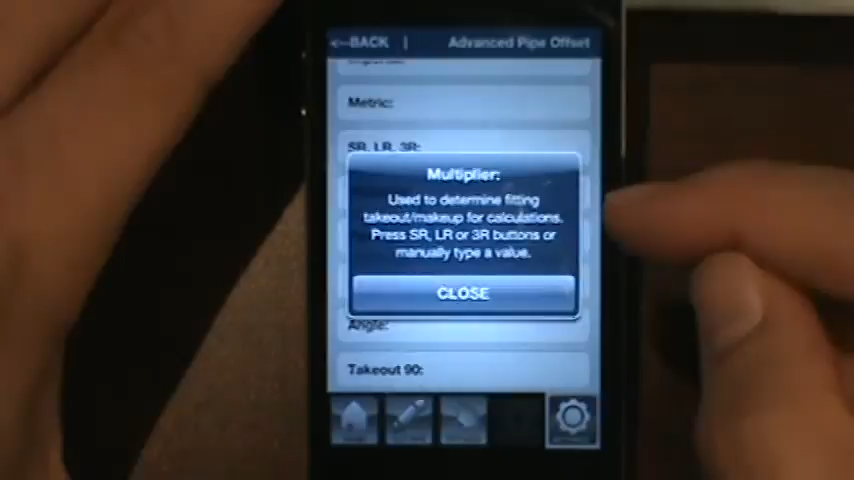 <--BACK | Advanced Pipe Offset
Metric:
SR, LR, 3R:
Multiplier:
Used to determine fitting
takeout/makeup for calculations.
Press SR, LR or 3R buttons or
manually type a value.
CLOSE
Angle:
Takeout 90: